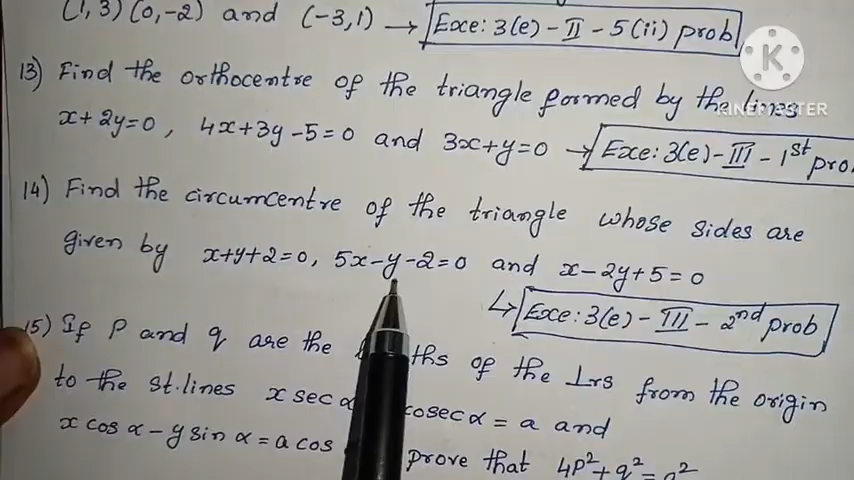 (1, 3) (0, -2) and (-3, 1) → Exe: 3(e) - II - 5(ii) prob
13) Find the orthocentre of the triangle formed by the lines
x+2y=0, 4x+3y-5=0 and 3x+y=0 → Exe: 3(e) - III - 1st pro
14) Find the circumcentre of the triangle whose sides are
given by x+y+2=0, 5x-y-2=0 and x-2y+5=0
↳ Exe: 3(e) - III - 2nd prob
15) If P and q are the ths of the ⊥rs from the origin
to the st.lines x sec α cosec α = a and
x cos α - y sin α = a cos prove that 4P²+q²=a²
K
KINEMASTER